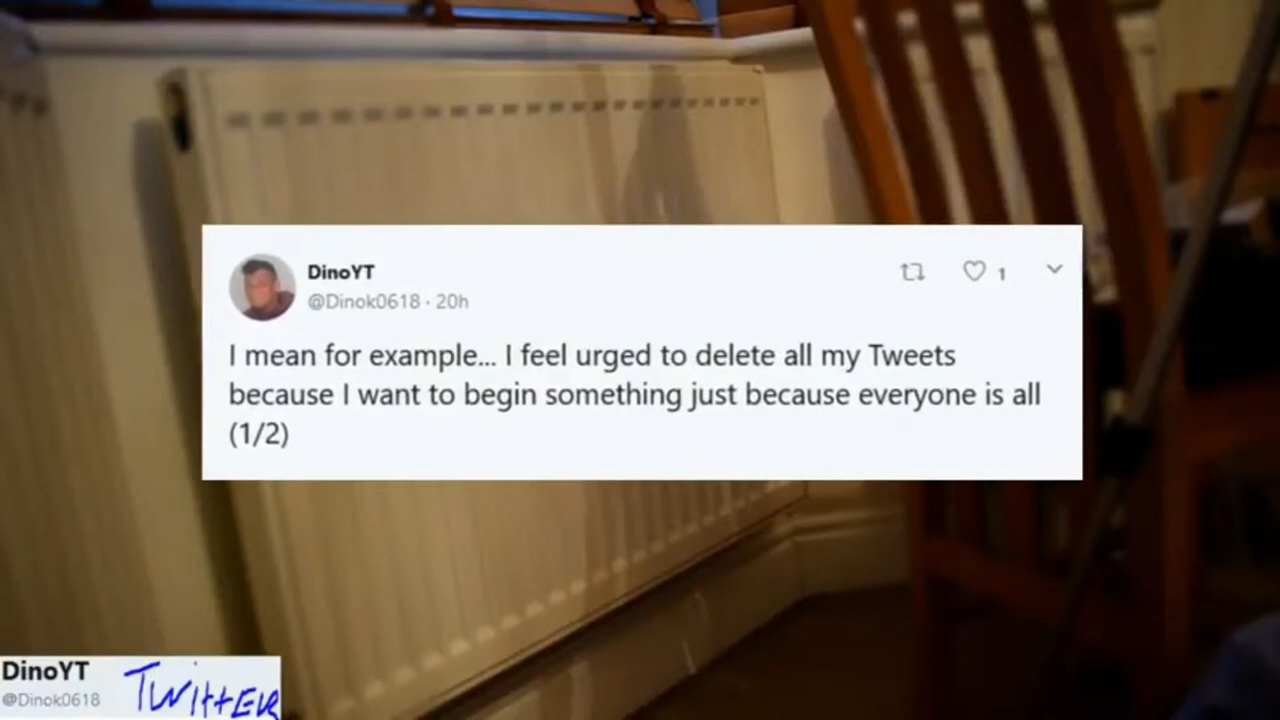 DinoYT
@Dinok0618 · 20h
1
I mean for example... I feel urged to delete all my Tweets
because I want to begin something just because everyone is all
(1/2)
DinoYT
@Dinok0618
TWITTER